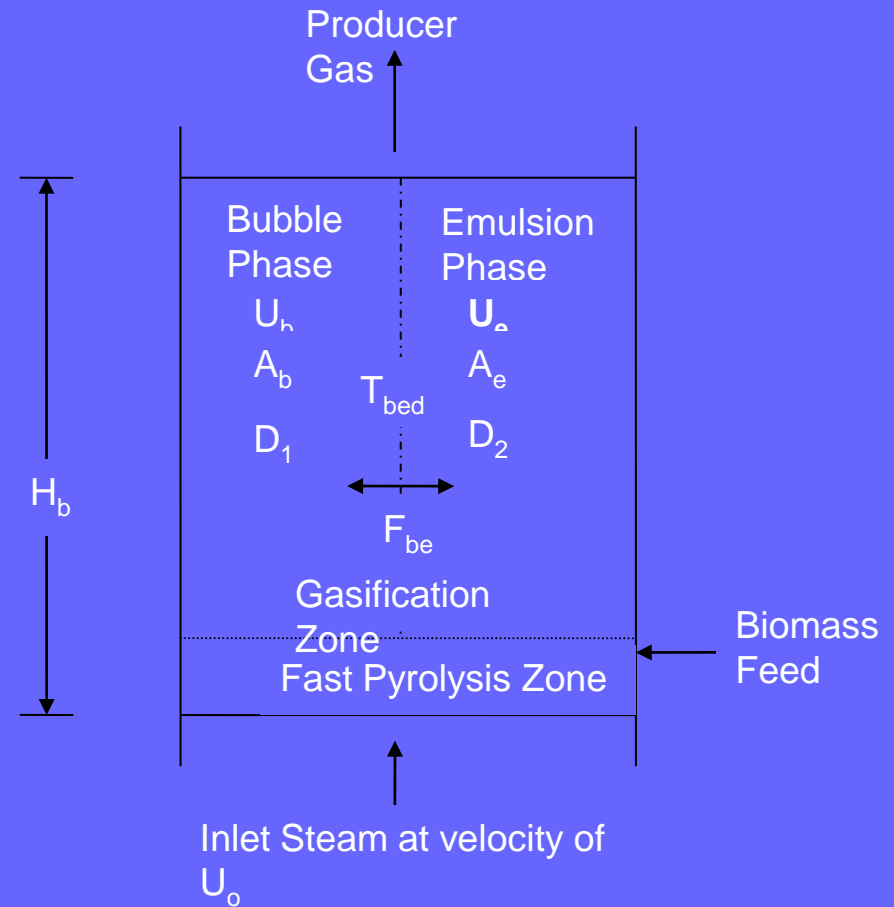 Producer
Gas
Bubble
Phase
Emulsion
Phase
U_b
U_e
A_b
A_e
T_bed
D_1
D_2
H_b
F_be
Gasification
Zone
Biomass
Feed
Fast Pyrolysis Zone
Inlet Steam at velocity of
U_o